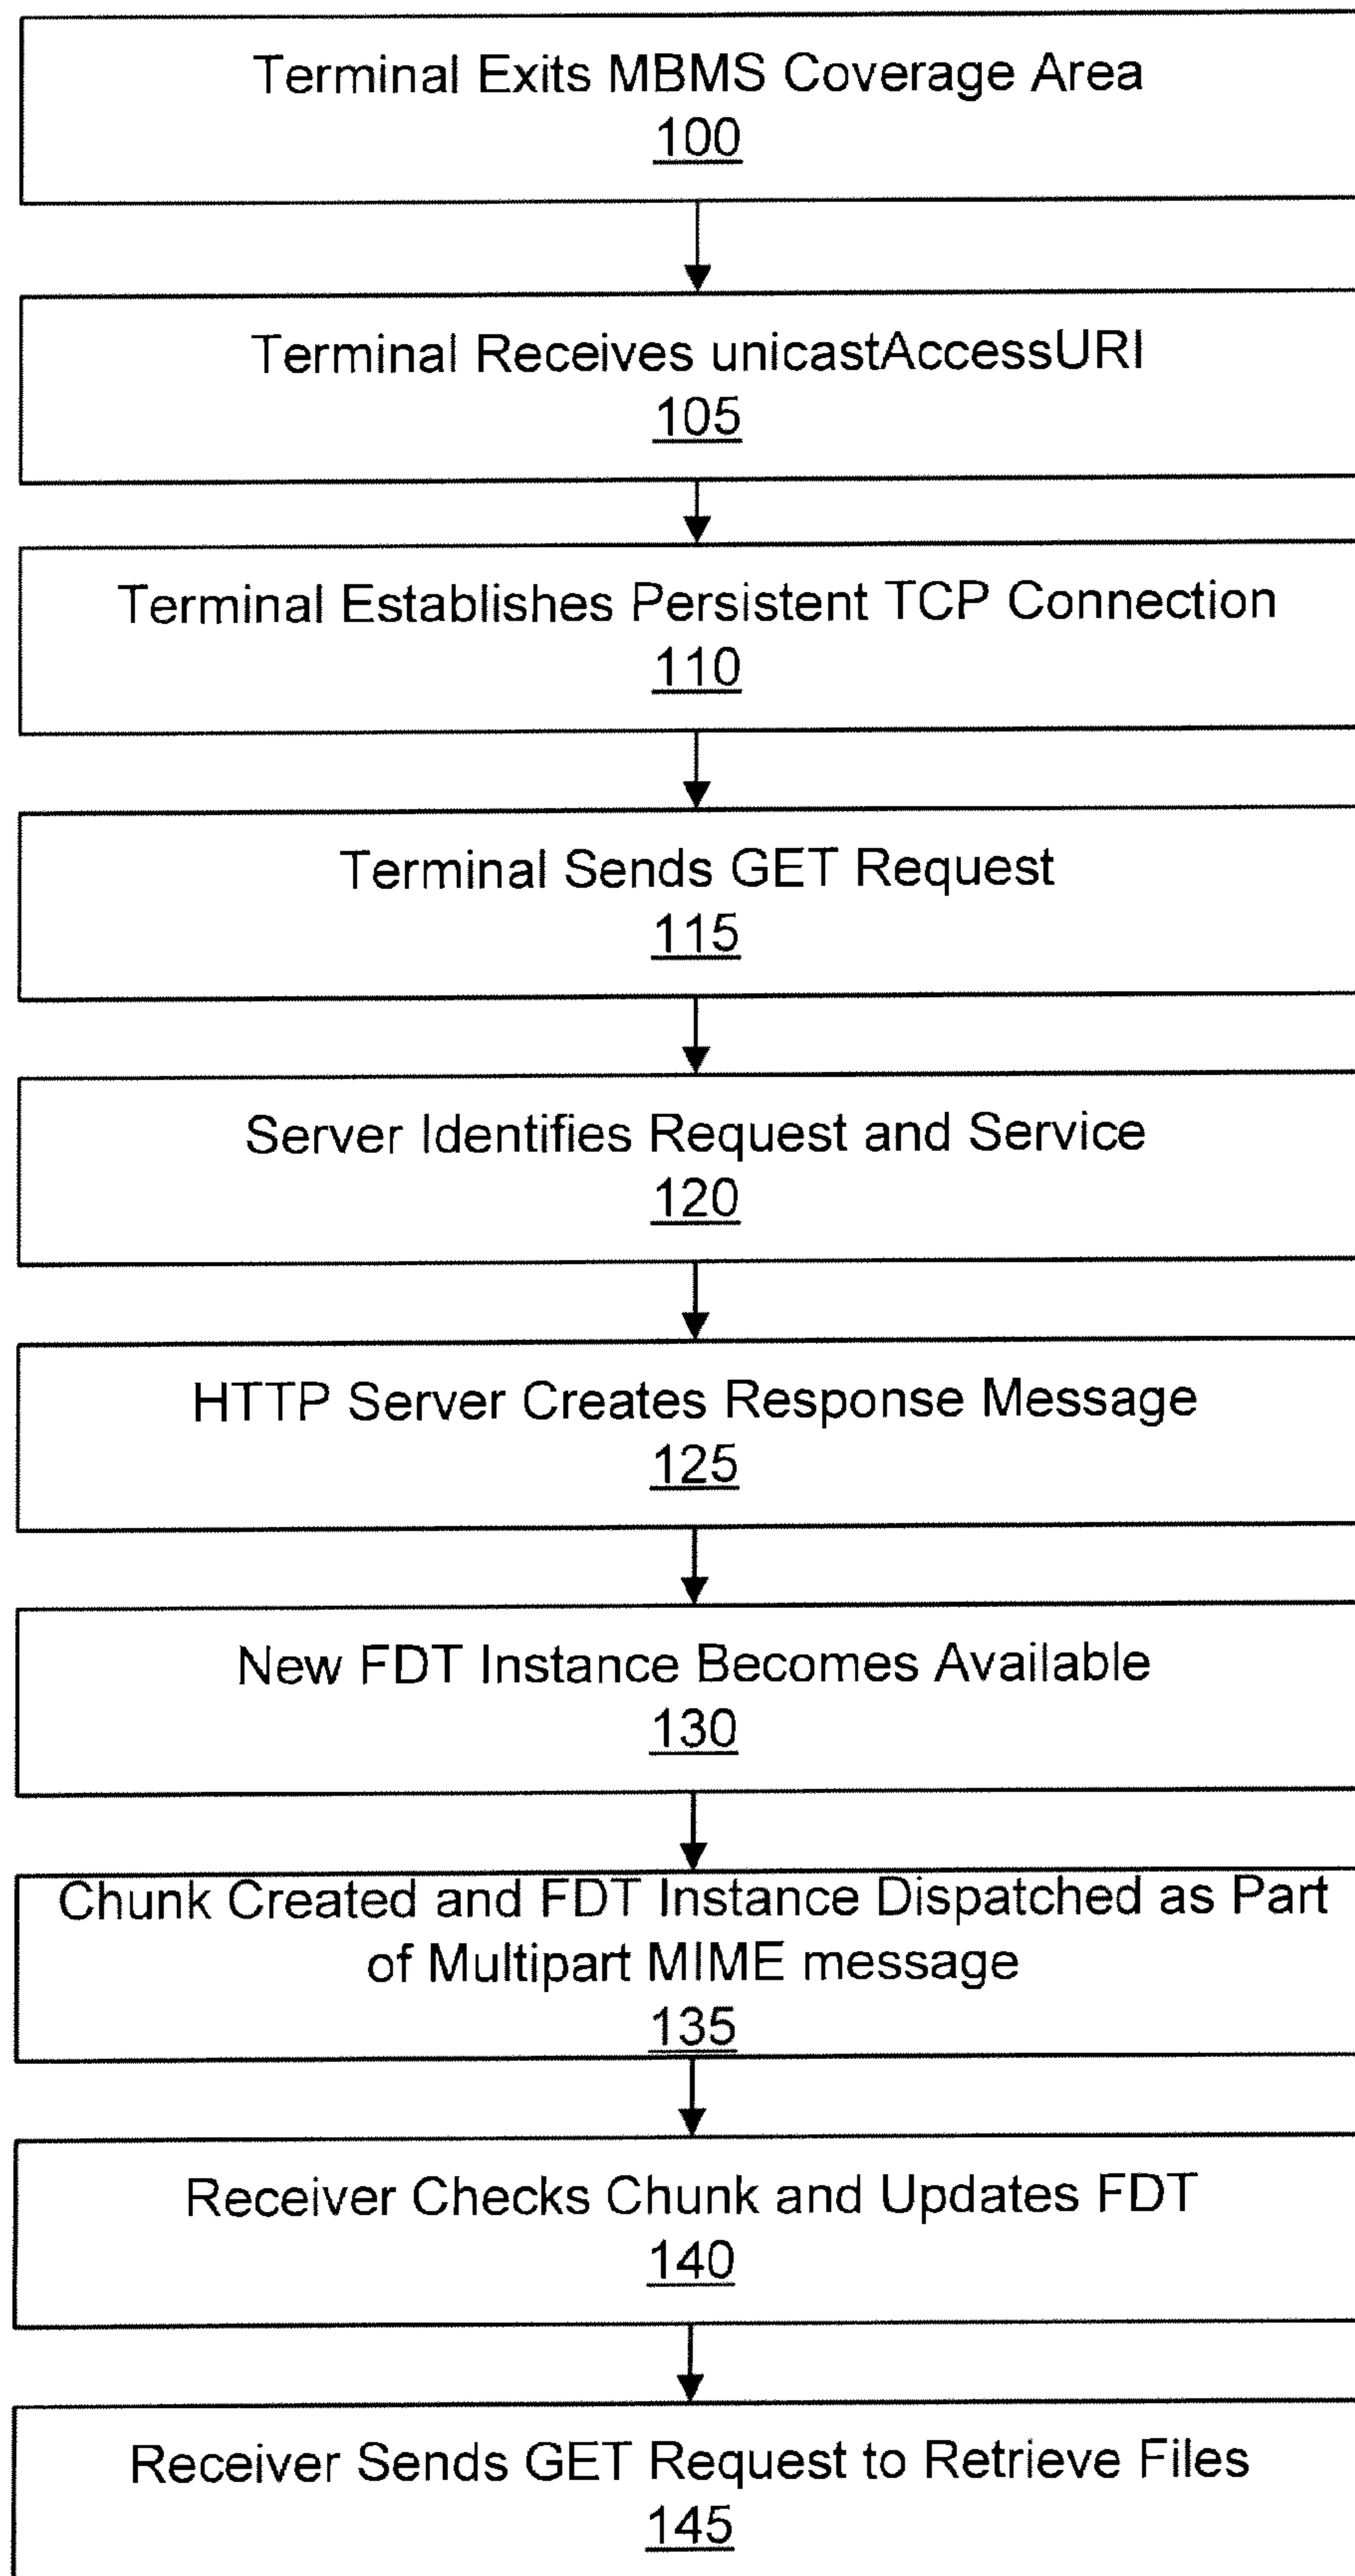 Terminal Exits MBMS Coverage Area
100
Terminal Receives unicastAccessURI
105
Terminal Establishes Persistent TCP Connection
110
Terminal Sends GET Request
115
Server Identifies Request and Service
120
HTTP Server Creates Response Message
125
New FDT Instance Becomes Available
130
Chunk Created and FDT Instance Dispatched as Part
of Multipart MIME message
135
Receiver Checks Chunk and Updates FDT
140
Receiver Sends GET Request to Retrieve Files
145